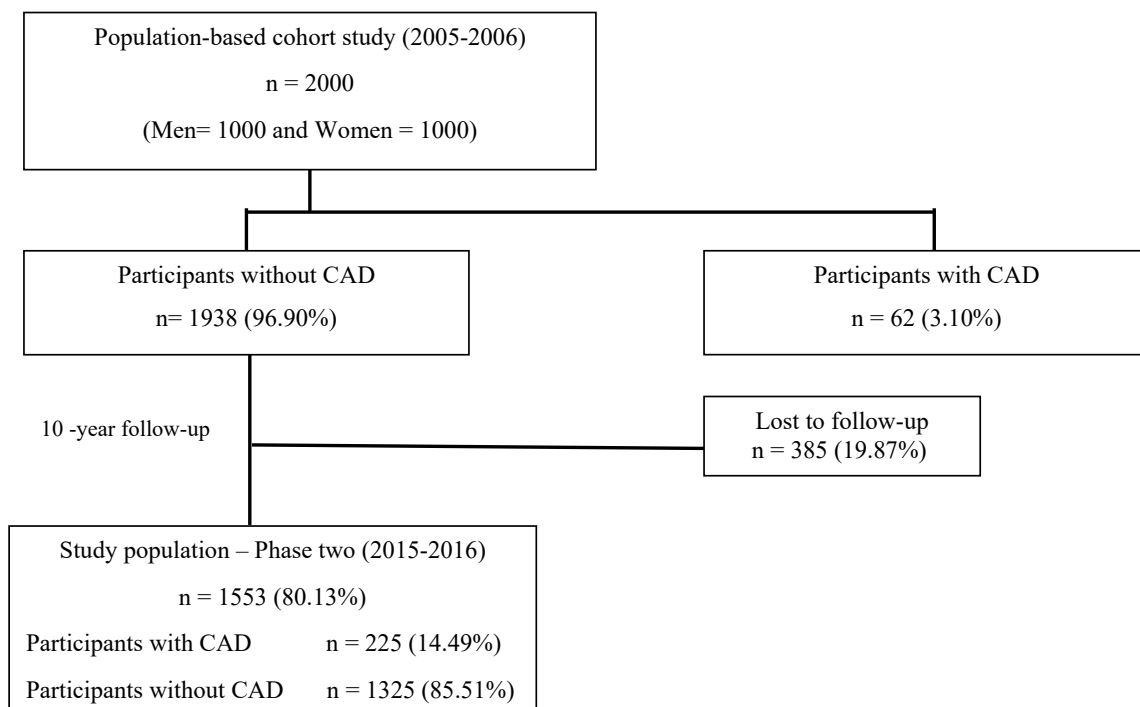 Population-based cohort study (2005-2006)
n = 2000
(Men= 1000 and Women = 1000)
Participants without CAD
n= 1938 (96.90%)
Participants with CAD
n = 62 (3.10%)
10 -year follow-up
Lost to follow-up
n = 385 (19.87%)
Study population – Phase two (2015-2016)
n = 1553 (80.13%)
Participants with CAD n = 225 (14.49%)
Participants without CAD n = 1325 (85.51%)